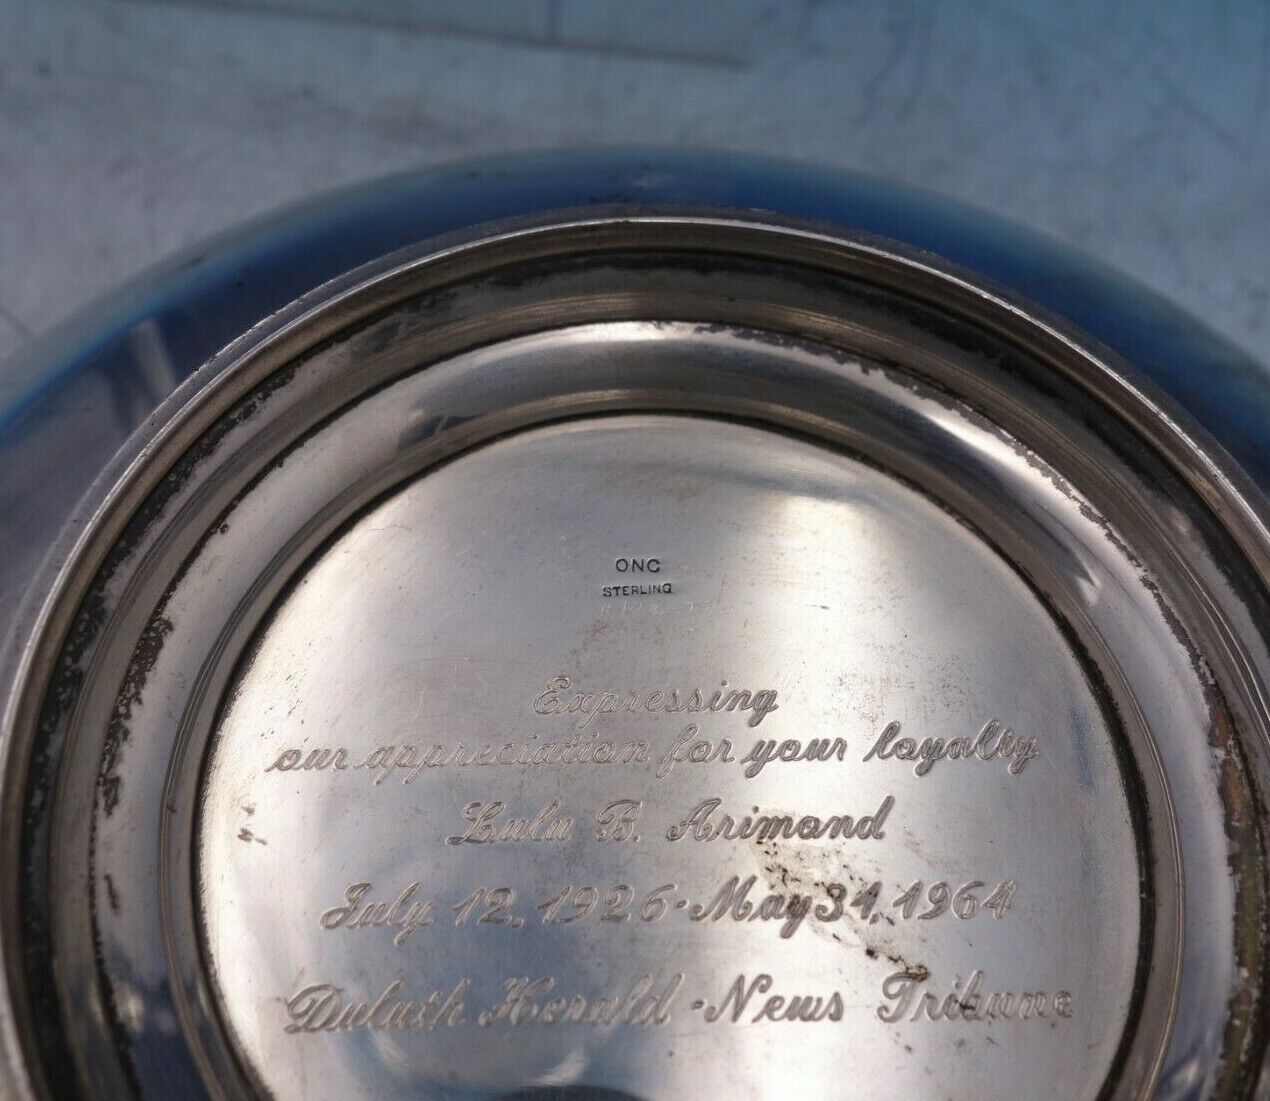 ONC
STERLING
Expressing
our appreciation for your loyalty
Lulu B. Arimond
July 12, 1926-May 31, 1964
Duluth Herald-News Tribune